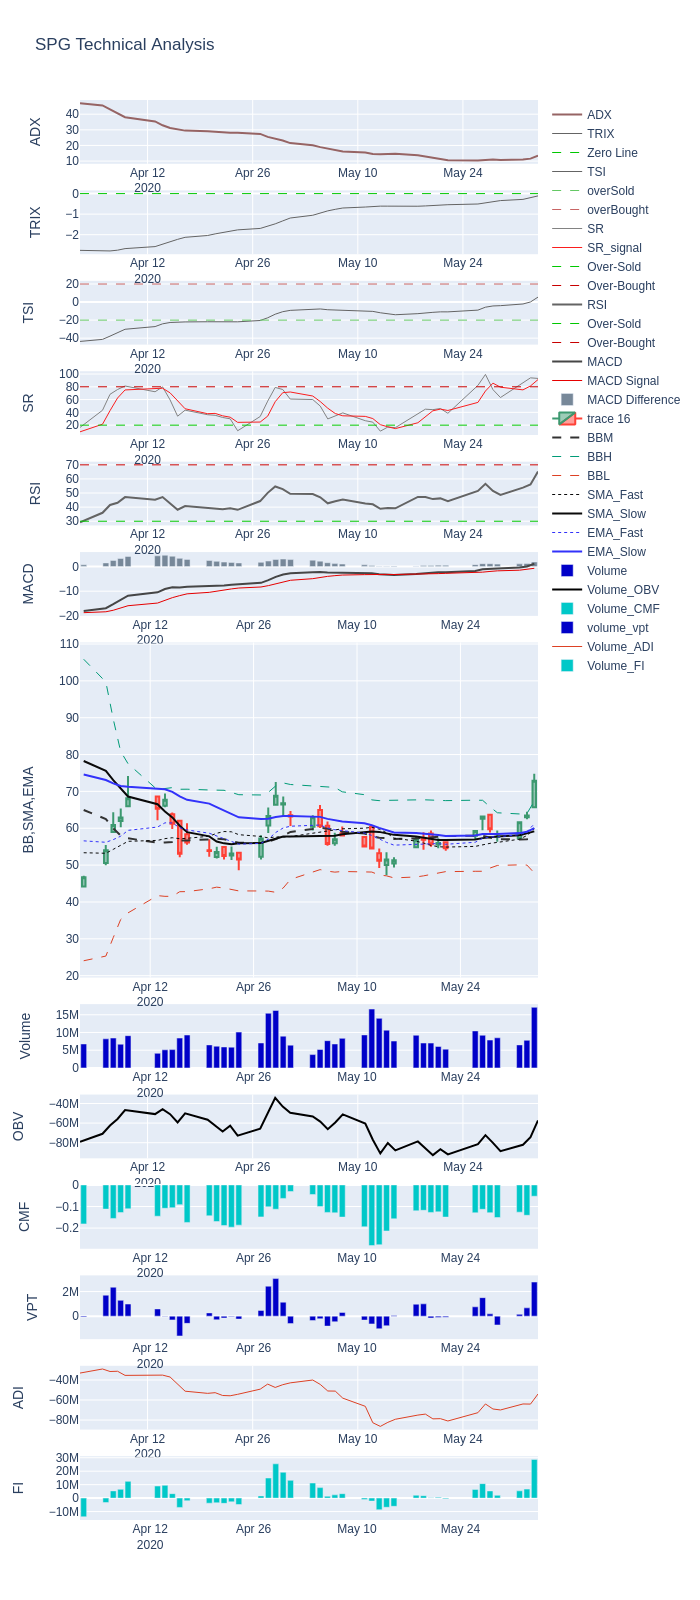 SPG Technical Analysis
ADX
40
30
20
10
Apr 12
2020
Apr 26
May 10
May 24
TRIX
0
−1
−2
Apr 12
2020
Apr 26
May 10
May 24
TSI
20
0
−20
−40
Apr 12
2020
Apr 26
May 10
May 24
SR
100
80
60
40
20
Apr 12
2020
Apr 26
May 10
May 24
RSI
70
60
50
40
30
Apr 12
2020
Apr 26
May 10
May 24
MACD
0
−10
−20
Apr 12
2020
Apr 26
May 10
May 24
BB,SMA,EMA
110
100
90
80
70
60
50
40
30
20
Apr 12
2020
Apr 26
May 10
May 24
Volume
15M
10M
5M
0
Apr 12
2020
Apr 26
May 10
May 24
OBV
−40M
−60M
−80M
Apr 12
2020
Apr 26
May 10
May 24
CMF
0
−0.1
−0.2
Apr 12
2020
Apr 26
May 10
May 24
VPT
2M
0
Apr 12
2020
Apr 26
May 10
May 24
ADI
−40M
−60M
−80M
Apr 12
2020
Apr 26
May 10
May 24
FI
30M
20M
10M
0
−10M
Apr 12
2020
Apr 26
May 10
May 24
ADX
TRIX
Zero Line
TSI
overSold
overBought
SR
SR_signal
Over-Sold
Over-Bought
RSI
Over-Sold
Over-Bought
MACD
MACD Signal
MACD Difference
trace 16
BBM
BBH
BBL
SMA_Fast
SMA_Slow
EMA_Fast
EMA_Slow
Volume
Volume_OBV
Volume_CMF
volume_vpt
Volume_ADI
Volume_FI